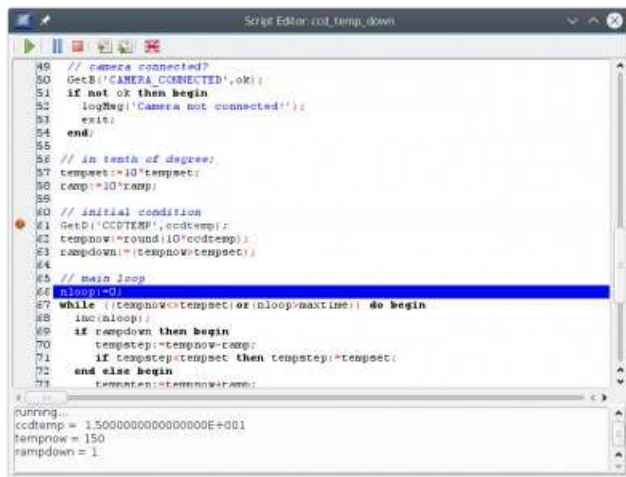 Script Editor: ccd_temp_down
49 // camera connected?
50 GetB('CAMERA_CONNECTED',ok);
51 if not ok then begin
52 logMsg('Camera not connected!');
53 exit;
54 end;
55
56 // in tenth of degree;
57 tempset:=10*tempset;
58 ramp:=10*ramp;
59
60 // initial condition
61 GetD('CCDTEMP',ccdtemp);
62 tempnow:=round(10*ccdtemp);
63 rampdown:=(tempnow>tempset);
64
65 // main loop
66 nloop:=0;
67 while ((tempnow<>tempset)or(nloop>maxtime)) do begin
68 inc(nloop);
69 if rampdown then begin
70 tempstep:=tempnow-ramp;
71 if tempstep<tempset then tempstep:=tempset;
72 end else begin
73 tempstep:=tempnow+ramp;
running...
ccdtemp = 1.5000000000000000E+001
tempnow = 150
rampdown = 1